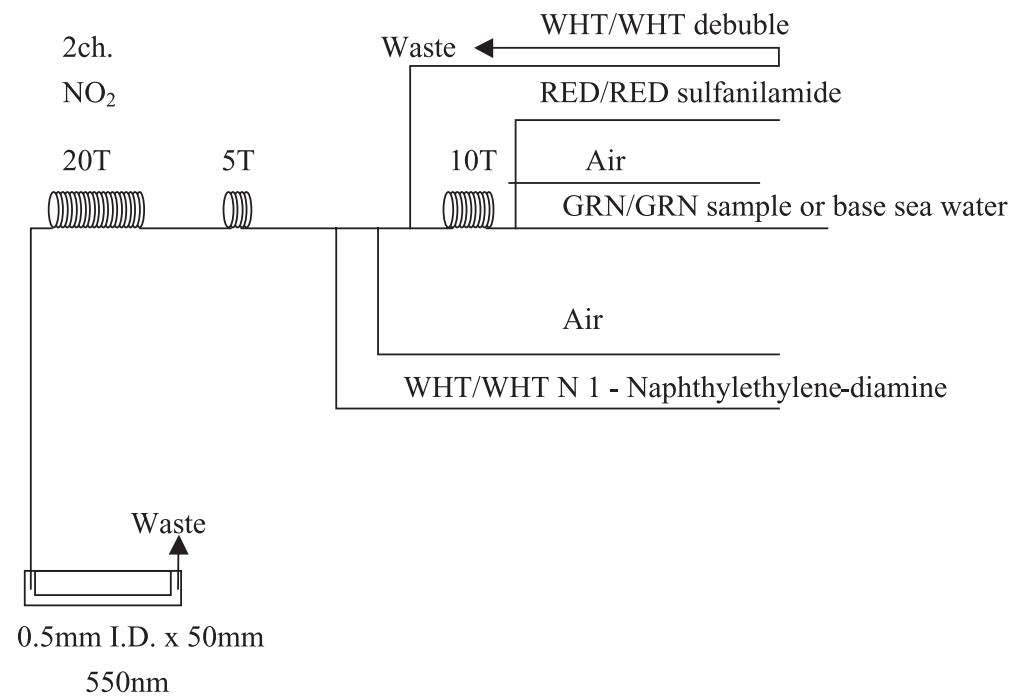 2ch.
NO₂
20T
5T
Waste
WHT/WHT debuble
RED/RED sulfanilamide
10T
Air
GRN/GRN sample or base sea water
Air
WHT/WHT N 1 - Naphthylethylene-diamine
Waste
0.5mm I.D. x 50mm
550nm